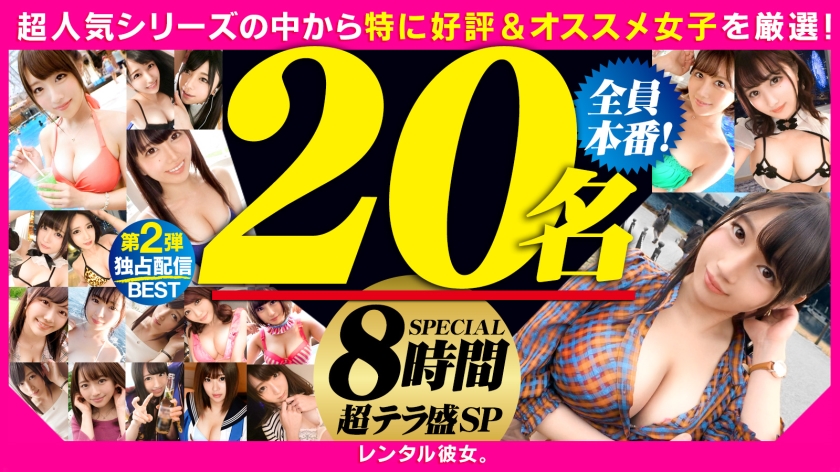 超人気シリーズの中から特に好評＆オススメ女子を厳選！
20名
全員
本番！
第2弾
独占配信
BEST
SPECIAL
8時間
超テラ盛SP
レンタル彼女。